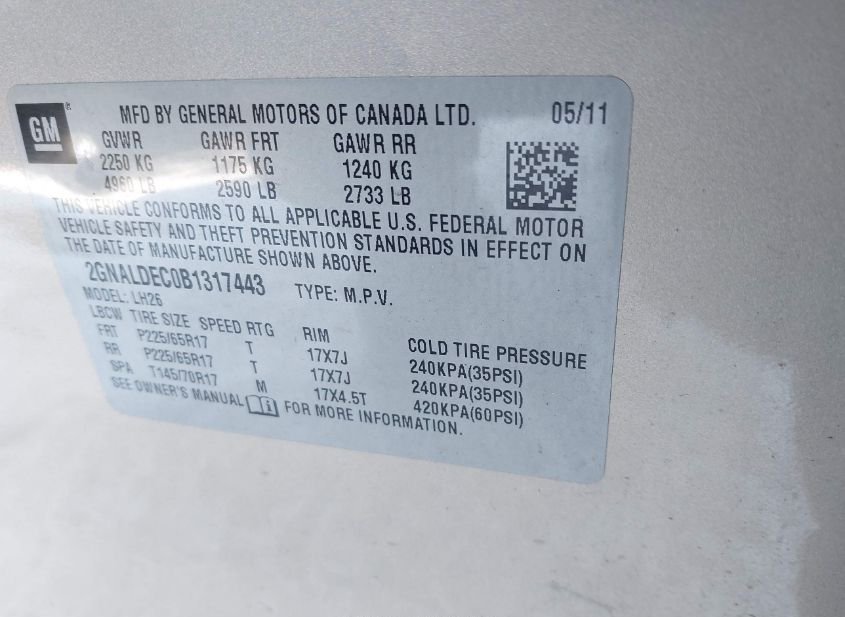 GM ®
MFD BY GENERAL MOTORS OF CANADA LTD. 05/11
GVWR GAWR FRT GAWR RR
2250 KG 1175 KG 1240 KG
4960 LB 2590 LB 2733 LB
THIS VEHICLE CONFORMS TO ALL APPLICABLE U.S. FEDERAL MOTOR
VEHICLE SAFETY AND THEFT PREVENTION STANDARDS IN EFFECT ON
THE DATE OF MANUFACTURE SHOWN ABOVE.
2GNALDEC0B1317443 TYPE: M.P.V.
MODEL: LH26
LBCW TIRE SIZE SPEED RTG RIM COLD TIRE PRESSURE
FRT P225/65R17 T 17X7J 240KPA(35PSI)
RR P225/65R17 T 17X7J 240KPA(35PSI)
SPA T145/70R17 M 17X4.5T 420KPA(60PSI)
SEE OWNER'S MANUAL i FOR MORE INFORMATION.